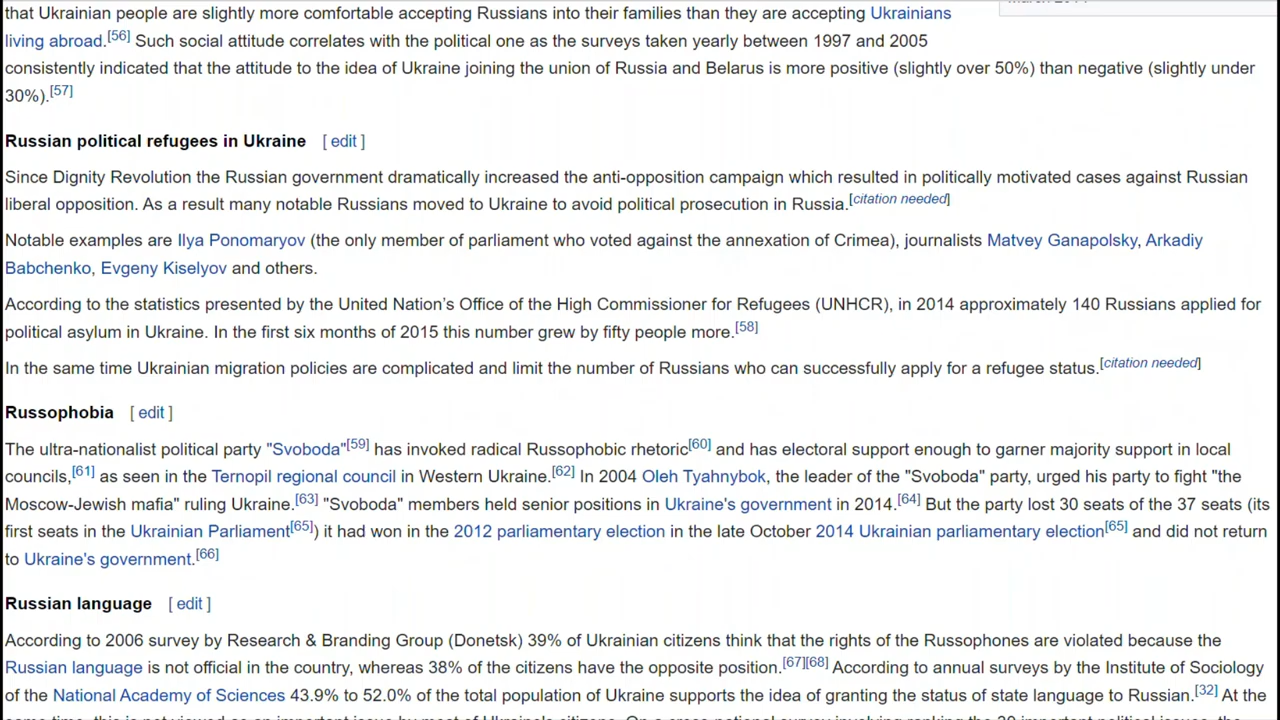 that Ukrainian people are slightly more comfortable accepting Russians into their families than they are accepting Ukrainians
living abroad.[56] Such social attitude correlates with the political one as the surveys taken yearly between 1997 and 2005
consistently indicated that the attitude to the idea of Ukraine joining the union of Russia and Belarus is more positive (slightly over 50%) than negative (slightly under
30%).[57]
Russian political refugees in Ukraine [ edit ]
Since Dignity Revolution the Russian government dramatically increased the anti-opposition campaign which resulted in politically motivated cases against Russian
liberal opposition. As a result many notable Russians moved to Ukraine to avoid political prosecution in Russia.[citation needed]
Notable examples are Ilya Ponomaryov (the only member of parliament who voted against the annexation of Crimea), journalists Matvey Ganapolsky, Arkadiy
Babchenko, Evgeny Kiselyov and others.
According to the statistics presented by the United Nation's Office of the High Commissioner for Refugees (UNHCR), in 2014 approximately 140 Russians applied for
political asylum in Ukraine. In the first six months of 2015 this number grew by fifty people more.[58]
In the same time Ukrainian migration policies are complicated and limit the number of Russians who can successfully apply for a refugee status.[citation needed]
Russophobia [ edit ]
The ultra-nationalist political party "Svoboda"[59] has invoked radical Russophobic rhetoric[60] and has electoral support enough to garner majority support in local
councils,[61] as seen in the Ternopil regional council in Western Ukraine.[62] In 2004 Oleh Tyahnybok, the leader of the "Svoboda" party, urged his party to fight "the
Moscow-Jewish mafia" ruling Ukraine.[63] "Svoboda" members held senior positions in Ukraine's government in 2014.[64] But the party lost 30 seats of the 37 seats (its
first seats in the Ukrainian Parliament[65]) it had won in the 2012 parliamentary election in the late October 2014 Ukrainian parliamentary election[65] and did not return
to Ukraine's government.[66]
Russian language [ edit ]
According to 2006 survey by Research & Branding Group (Donetsk) 39% of Ukrainian citizens think that the rights of the Russophones are violated because the
Russian language is not official in the country, whereas 38% of the citizens have the opposite position.[67][68] According to annual surveys by the Institute of Sociology
of the National Academy of Sciences 43.9% to 52.0% of the total population of Ukraine supports the idea of granting the status of state language to Russian.[32] At the